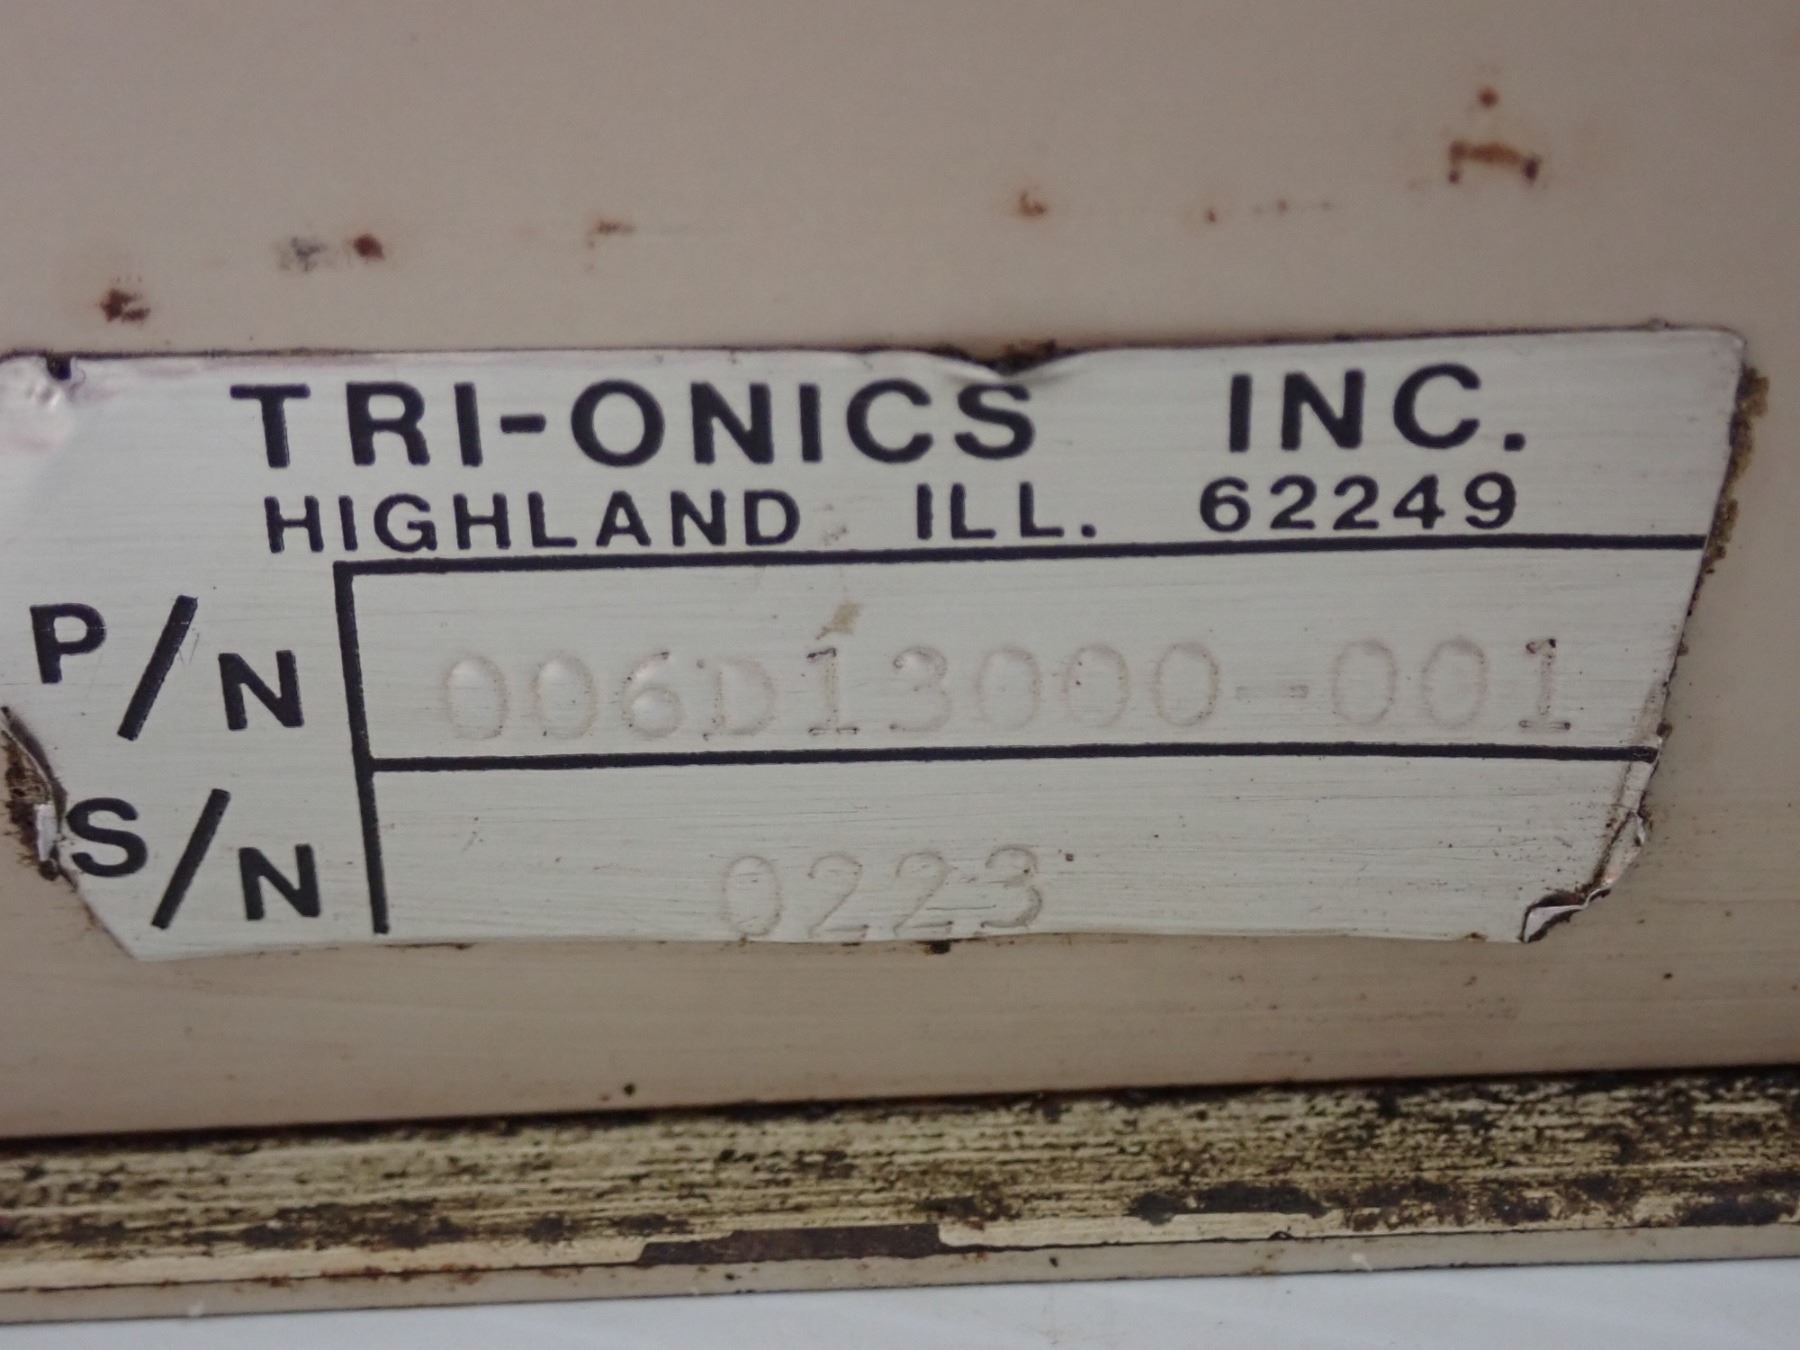 TRI-ONICS INC.
HIGHLAND ILL. 62249
P/N 006D13000-001
S/N 0223